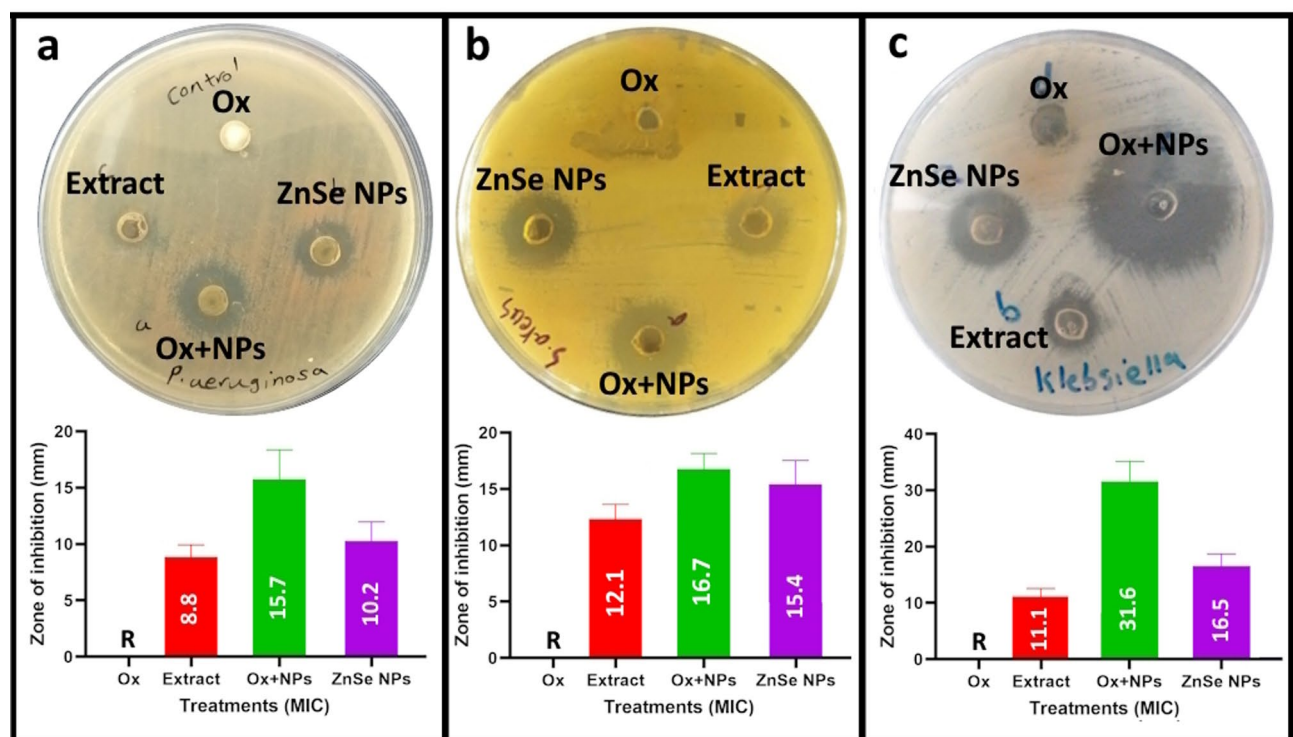 a
control
Ox
Extract
ZnSe NPs
a
Ox+NPs
P. aeruginosa
b
Ox
ZnSe NPs
Extract
a
S. ateus
Ox+NPs
c
Ox
Ox+NPs
ZnSe NPs
b
Extract
Klebsiella
Zone of inhibition (mm)
20
15
10
5
0
R
8.8
15.7
10.2
Ox Extract Ox+NPs ZnSe NPs
Treatments (MIC)
Zone of inhibition (mm)
20
15
10
5
0
R
12.1
16.7
15.4
Ox Extract Ox+NPs ZnSe NPs
Treatments (MIC)
Zone of inhibition (mm)
40
30
20
10
0
R
11.1
31.6
16.5
Ox Extract Ox+NPs ZnSe NPs
Treatments (MIC)